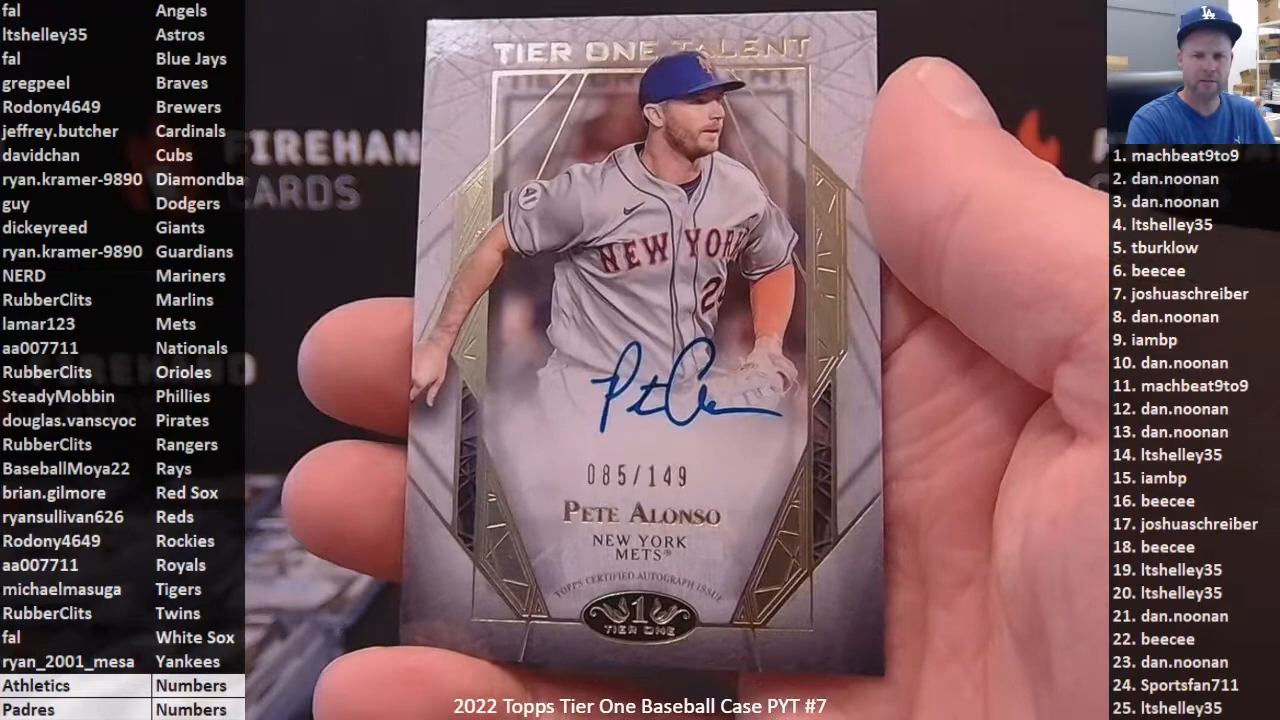 fal Angels
ltshelley35 Astros
fal Blue Jays
gregpeel Braves
Rodony4649 Brewers
jeffrey.butcher Cardinals
davidchan Cubs
ryan.kramer-9890 Diamondba
guy Dodgers
dickeyreed Giants
ryan.kramer-9890 Guardians
NERD Mariners
RubberClits Marlins
lamar123 Mets
aa007711 Nationals
RubberClits Orioles
SteadyMobbin Phillies
douglas.vanscyoc Pirates
RubberClits Rangers
BaseballMoya22 Rays
brian.gilmore Red Sox
ryansullivan626 Reds
Rodony4649 Rockies
aa007711 Royals
michaelmasuga Tigers
RubberClits Twins
fal White Sox
ryan_2001_mesa Yankees
Athletics Numbers
Padres Numbers
FIREHAN
CARDS
TIER ONE TALENT
NEW YORK
Pete Alonso
085/149
PETE ALONSO
NEW YORK
METS®
TOPPS CERTIFIED AUTOGRAPH ISSUE
1
TIER ONE
2022 Topps Tier One Baseball Case PYT #7
LA
1. machbeat9to9
2. dan.noonan
3. dan.noonan
4. ltshelley35
5. tburklow
6. beecee
7. joshuaschreiber
8. dan.noonan
9. iambp
10. dan.noonan
11. machbeat9to9
12. dan.noonan
13. dan.noonan
14. ltshelley35
15. iambp
16. beecee
17. joshuaschreiber
18. beecee
19. ltshelley35
20. ltshelley35
21. dan.noonan
22. beecee
23. dan.noonan
24. Sportsfan711
25. ltshelley35